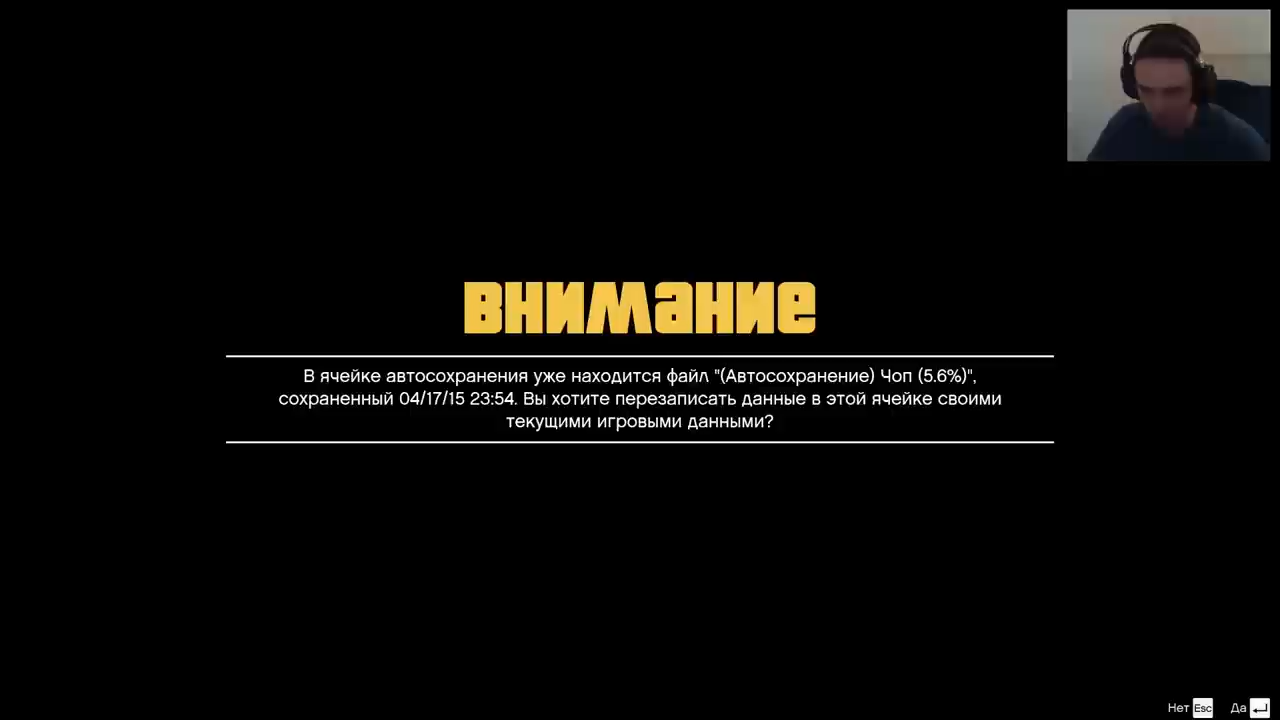 внимание
В ячейке автосохранения уже находится файл "(Автосохранение) Чоп (5.6%)",
сохраненный 04/17/15 23:54. Вы хотите перезаписать данные в этой ячейке своими
текущими игровыми данными?
Нет Esc Да